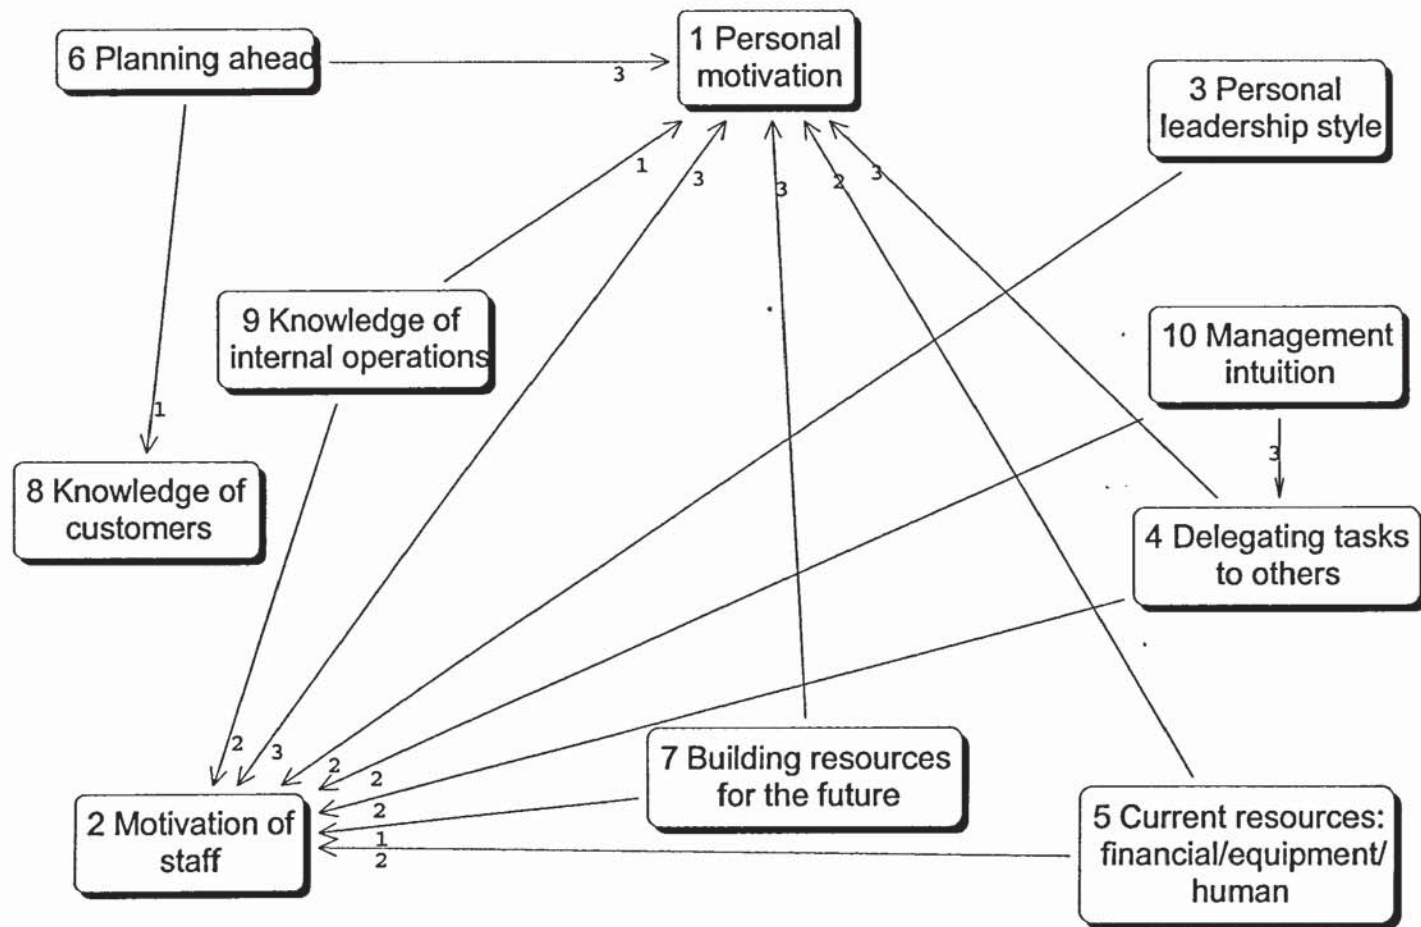 1 Personal
motivation
6 Planning ahead
3
3 Personal
leadership style
1
3
3
2
3
9 Knowledge of
internal operations
10 Management
intuition
1
3
8 Knowledge of
customers
4 Delegating tasks
to others
7 Building resources
for the future
2
3
2
2
2
1
2
2 Motivation of
staff
5 Current resources:
financial/equipment/
human